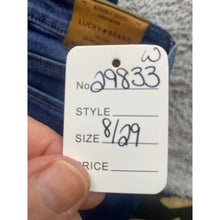 LUCKY BRAND
W
No. 29833
STYLE
SIZE 8/29
PRICE